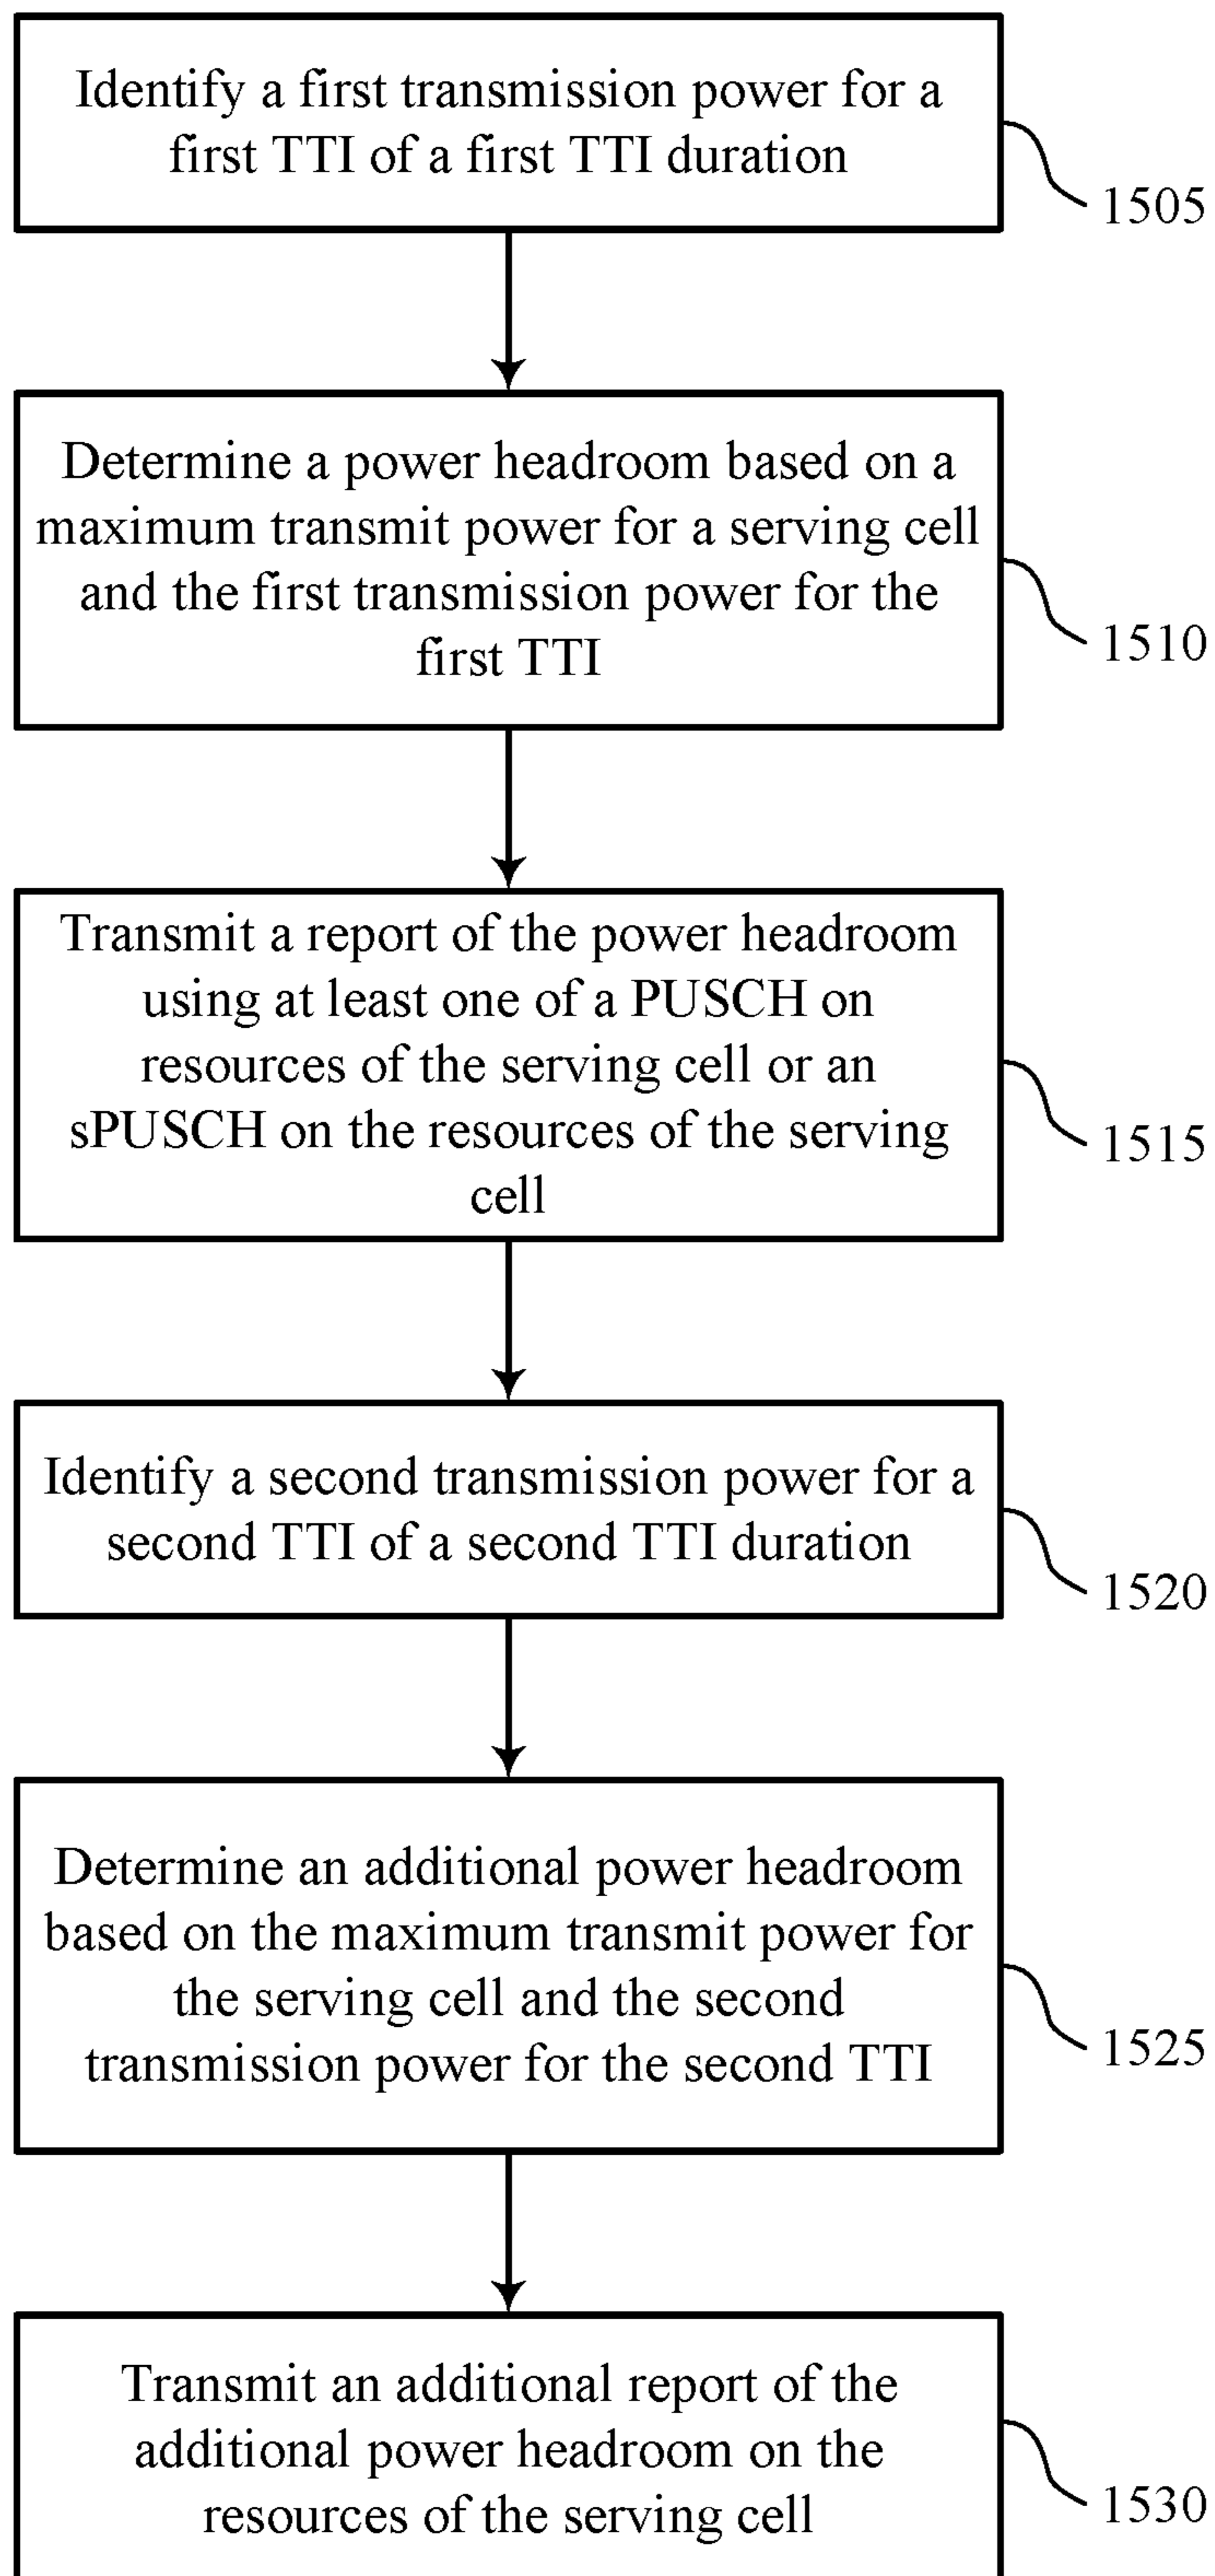 Identify a first transmission power for a
first TTI of a first TTI duration
1505
Determine a power headroom based on a
maximum transmit power for a serving cell
and the first transmission power for the
first TTI
1510
Transmit a report of the power headroom
using at least one of a PUSCH on
resources of the serving cell or an
sPUSCH on the resources of the serving
cell
1515
Identify a second transmission power for a
second TTI of a second TTI duration
1520
Determine an additional power headroom
based on the maximum transmit power for
the serving cell and the second
transmission power for the second TTI
1525
Transmit an additional report of the
additional power headroom on the
resources of the serving cell
1530